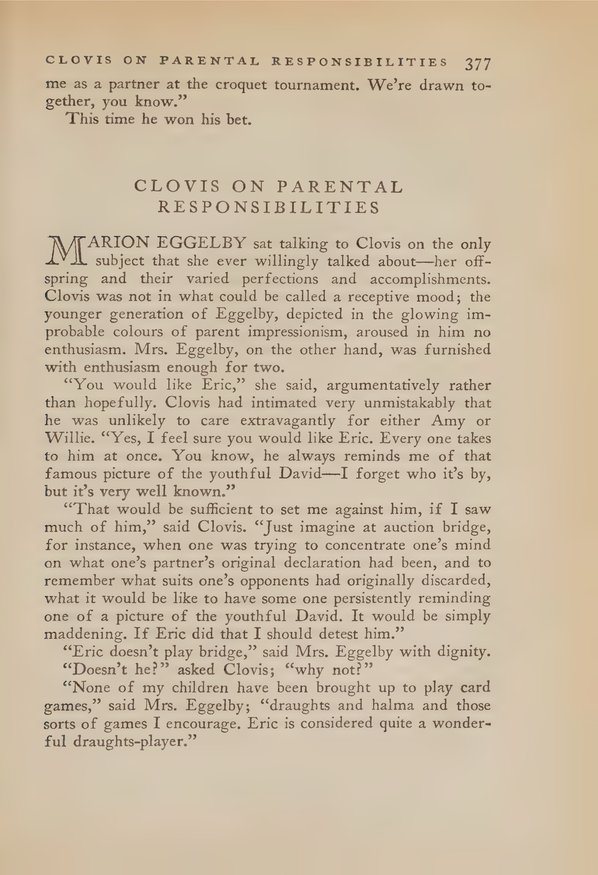 CLOVIS ON PARENTAL RESPONSIBILITIES 377
me as a partner at the croquet tournament. We're drawn to-
gether, you know."
This time he won his bet.
CLOVIS ON PARENTAL
RESPONSIBILITIES
MARION EGGELBY sat talking to Clovis on the only
subject that she ever willingly talked about—her off-
spring and their varied perfections and accomplishments.
Clovis was not in what could be called a receptive mood; the
younger generation of Eggelby, depicted in the glowing im-
probable colours of parent impressionism, aroused in him no
enthusiasm. Mrs. Eggelby, on the other hand, was furnished
with enthusiasm enough for two.
"You would like Eric," she said, argumentatively rather
than hopefully. Clovis had intimated very unmistakably that
he was unlikely to care extravagantly for either Amy or
Willie. "Yes, I feel sure you would like Eric. Every one takes
to him at once. You know, he always reminds me of that
famous picture of the youthful David—I forget who it's by,
but it's very well known."
"That would be sufficient to set me against him, if I saw
much of him," said Clovis. "Just imagine at auction bridge,
for instance, when one was trying to concentrate one's mind
on what one's partner's original declaration had been, and to
remember what suits one's opponents had originally discarded,
what it would be like to have some one persistently reminding
one of a picture of the youthful David. It would be simply
maddening. If Eric did that I should detest him."
"Eric doesn't play bridge," said Mrs. Eggelby with dignity.
"Doesn't he?" asked Clovis; "why not?"
"None of my children have been brought up to play card
games," said Mrs. Eggelby; "draughts and halma and those
sorts of games I encourage. Eric is considered quite a wonder-
ful draughts-player."